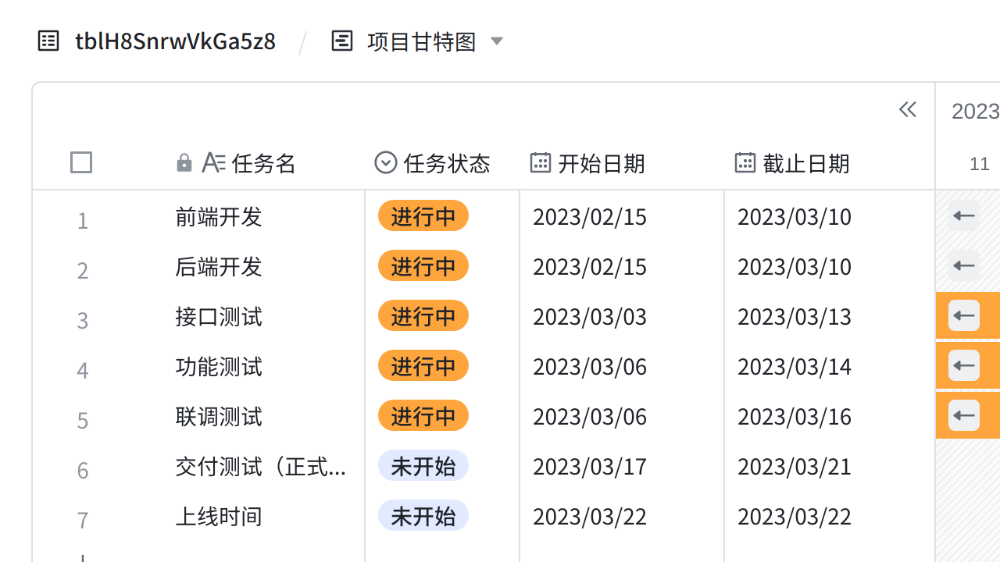 tblH8SnrwVkGa5z8 / 项目甘特图
2023
任务名 任务状态 开始日期 截止日期 11
1 前端开发 进行中 2023/02/15 2023/03/10
2 后端开发 进行中 2023/02/15 2023/03/10
3 接口测试 进行中 2023/03/03 2023/03/13
4 功能测试 进行中 2023/03/06 2023/03/14
5 联调测试 进行中 2023/03/06 2023/03/16
6 交付测试（正式... 未开始 2023/03/17 2023/03/21
7 上线时间 未开始 2023/03/22 2023/03/22